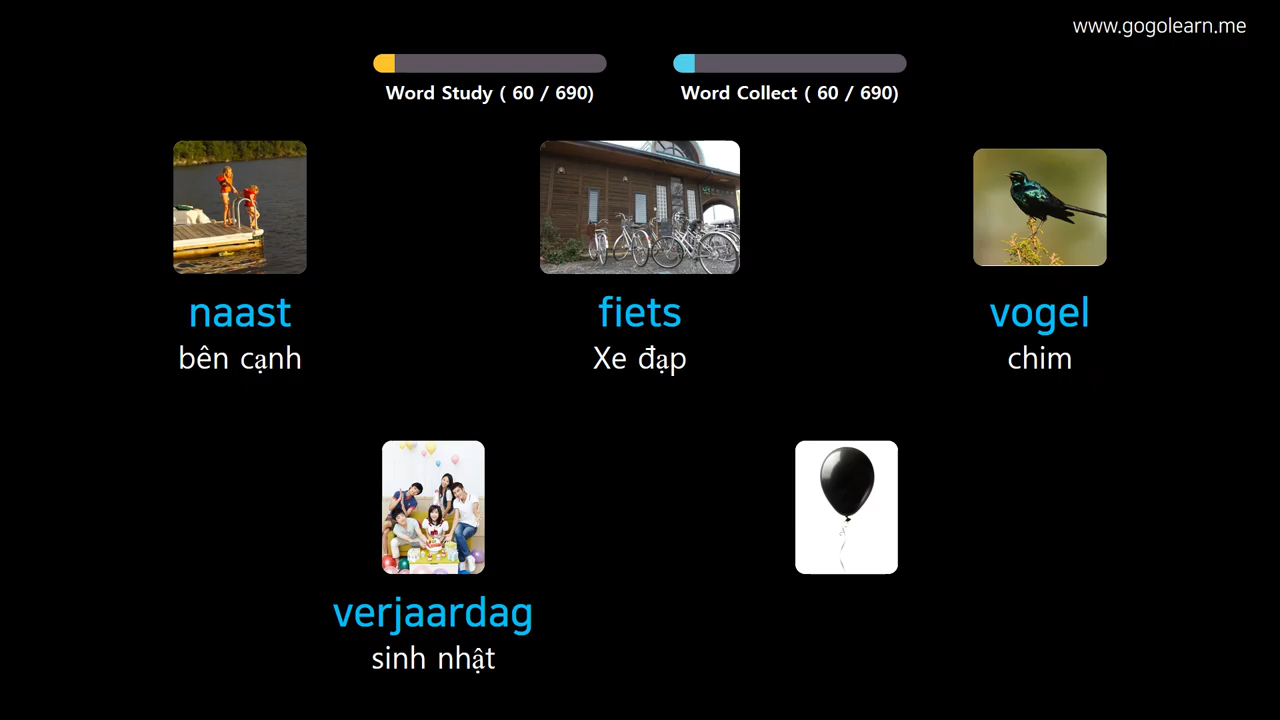 www.gogolearn.me
Word Study ( 60 / 690)
Word Collect ( 60 / 690)
naast
bên cạnh
fiets
Xe đạp
vogel
chim
verjaardag
sinh nhật